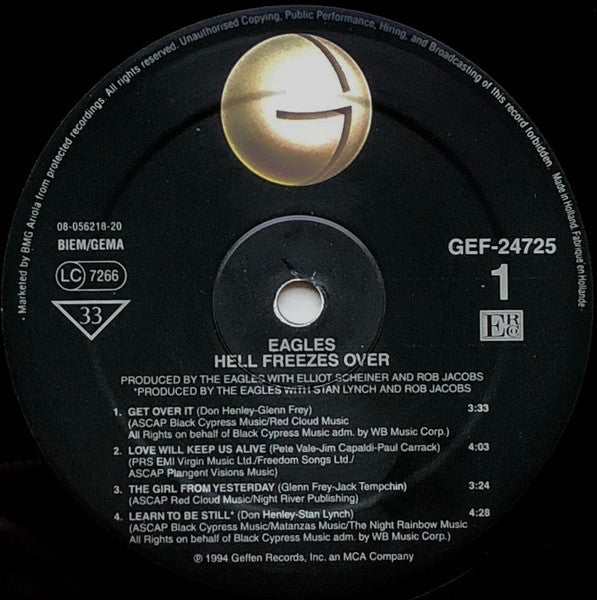 - Marketed by BMG Ariola from protected recordings. All rights reserved. Unauthorised Copying, Public Performance, Hiring, and Broadcasting of this record forbidden.
Made in Holland. Fabriqué en Hollande
G
08-056218-20
BIEM/GEMA
LC 7266
33
GEF-24725
1
ERCO
EAGLES
HELL FREEZES OVER
PRODUCED BY THE EAGLES WITH ELLIOT SCHEINER AND ROB JACOBS
*PRODUCED BY THE EAGLES WITH STAN LYNCH AND ROB JACOBS
1. GET OVER IT (Don Henley-Glenn Frey) 3:33
(ASCAP Black Cypress Music/Red Cloud Music
All Rights on behalf of Black Cypress Music adm. by WB Music Corp.)
2. LOVE WILL KEEP US ALIVE (Pete Vale-Jim Capaldi-Paul Carrack) 4:03
(PRS EMI Virgin Music Ltd./Freedom Songs Ltd./
ASCAP Plangent Visions Music)
3. THE GIRL FROM YESTERDAY (Glenn Frey-Jack Tempchin) 3:24
(ASCAP Red Cloud Music/Night River Publishing)
4. LEARN TO BE STILL* (Don Henley-Stan Lynch) 4:28
(ASCAP Black Cypress Music/Matanzas Music/The Night Rainbow Music
All Rights on behalf of Black Cypress Music adm. by WB Music Corp.)
℗ 1994 Geffen Records, Inc. an MCA Company